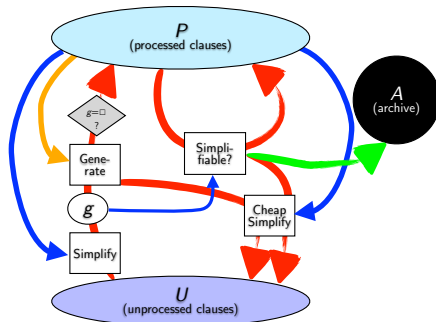 P
(processed clauses)
g=□
?
A
(archive)
Gene-
rate
Simpli-
fiable?
g
Cheap
Simplify
Simplify
U
(unprocessed clauses)